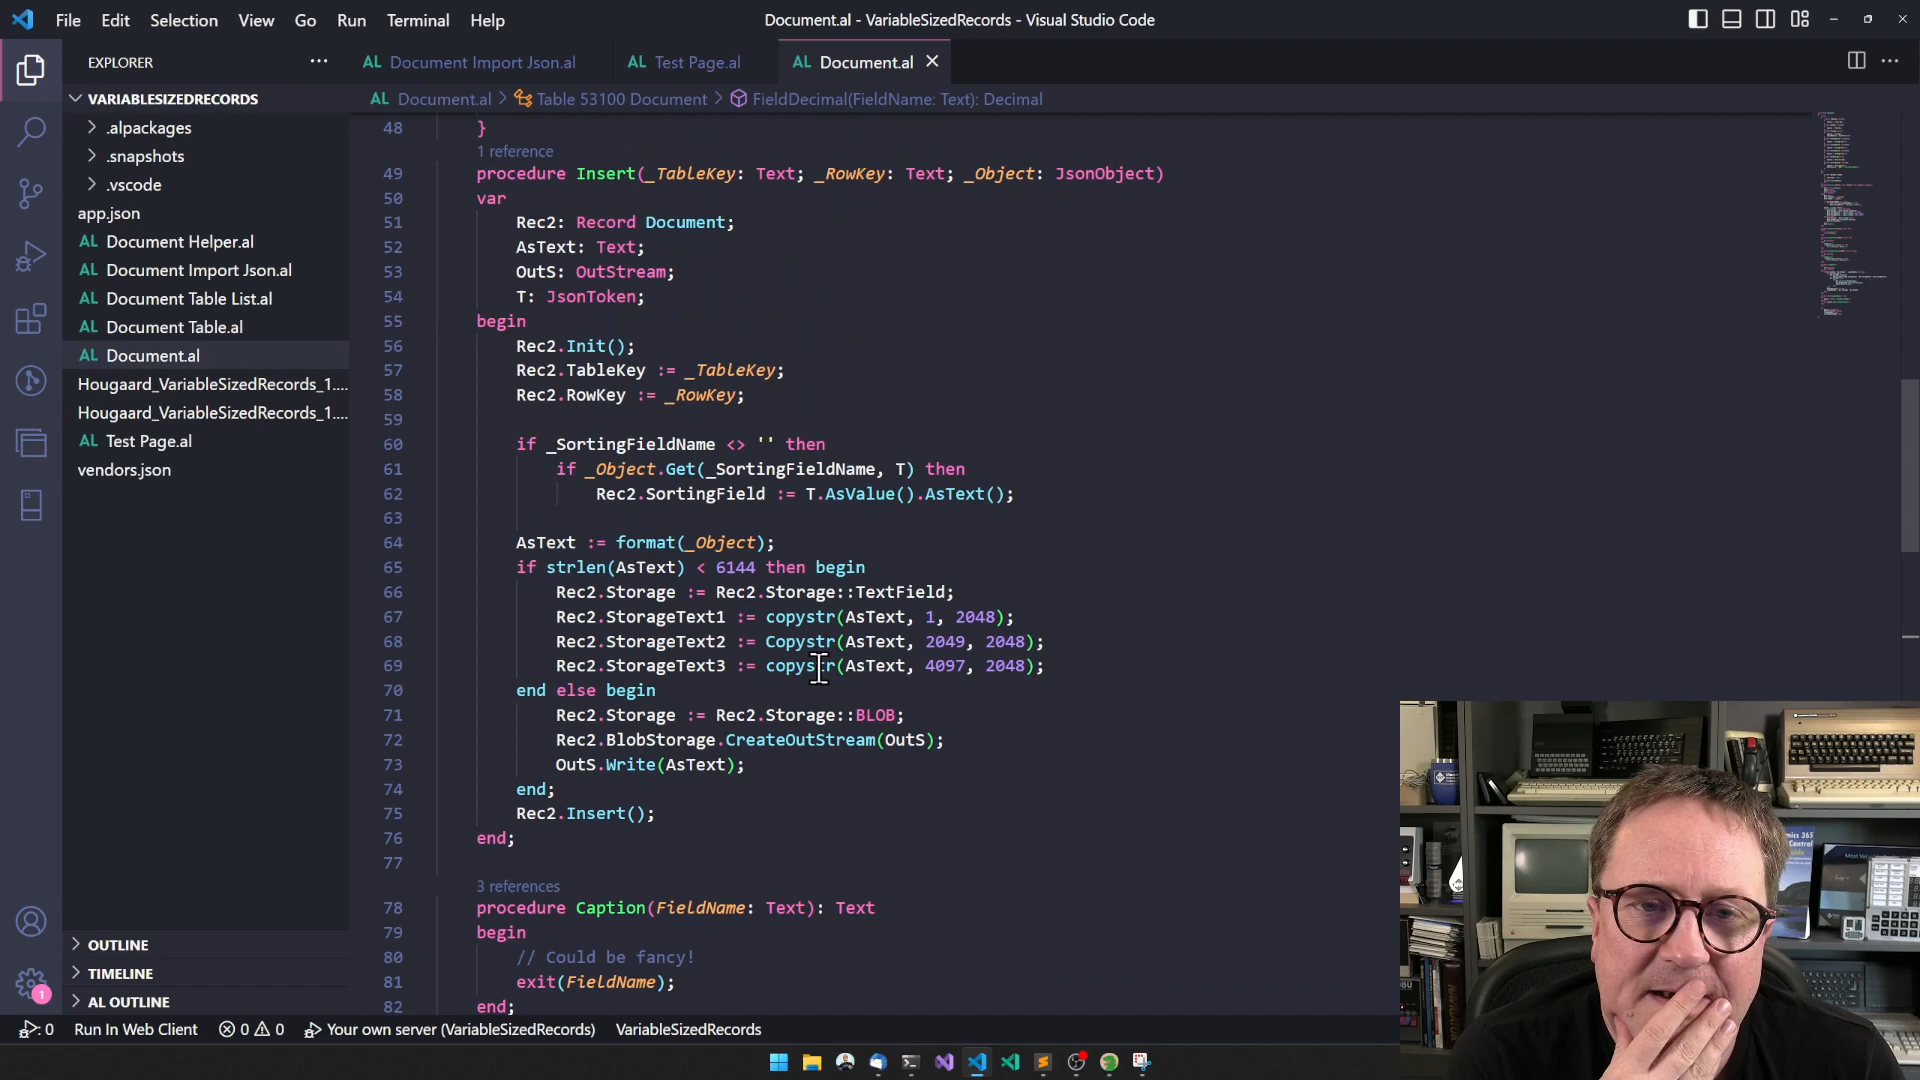 File Edit Selection View Go Run Terminal Help
Document.al - VariableSizedRecords - Visual Studio Code
EXPLORER
VARIABLESIZEDRECORDS
.alpackages
.snapshots
.vscode
app.json
AL Document Helper.al
AL Document Import Json.al
AL Document Table List.al
AL Document Table.al
AL Document.al
Hougaard_VariableSizedRecords_1....
Hougaard_VariableSizedRecords_1....
AL Test Page.al
vendors.json
OUTLINE
TIMELINE
AL OUTLINE
1
AL Document Import Json.al
AL Test Page.al
AL Document.al
AL Document.al > Table 53100 Document > FieldDecimal(FieldName: Text): Decimal
48 }
1 reference
49 procedure Insert(_TableKey: Text; _RowKey: Text; _Object: JsonObject)
50 var
51 Rec2: Record Document;
52 AsText: Text;
53 OutS: OutStream;
54 T: JsonToken;
55 begin
56 Rec2.Init();
57 Rec2.TableKey := _TableKey;
58 Rec2.RowKey := _RowKey;
59
60 if _SortingFieldName <> '' then
61 if _Object.Get(_SortingFieldName, T) then
62 Rec2.SortingField := T.AsValue().AsText();
63
64 AsText := format(_Object);
65 if strlen(AsText) < 6144 then begin
66 Rec2.Storage := Rec2.Storage::TextField;
67 Rec2.StorageText1 := copystr(AsText, 1, 2048);
68 Rec2.StorageText2 := Copystr(AsText, 2049, 2048);
69 Rec2.StorageText3 := copystr(AsText, 4097, 2048);
70 end else begin
71 Rec2.Storage := Rec2.Storage::BLOB;
72 Rec2.BlobStorage.CreateOutStream(OutS);
73 OutS.Write(AsText);
74 end;
75 Rec2.Insert();
76 end;
77
3 references
78 procedure Caption(FieldName: Text): Text
79 begin
80 // Could be fancy!
81 exit(FieldName);
82 end;
0 Run In Web Client 0 0 Your own server (VariableSizedRecords) VariableSizedRecords